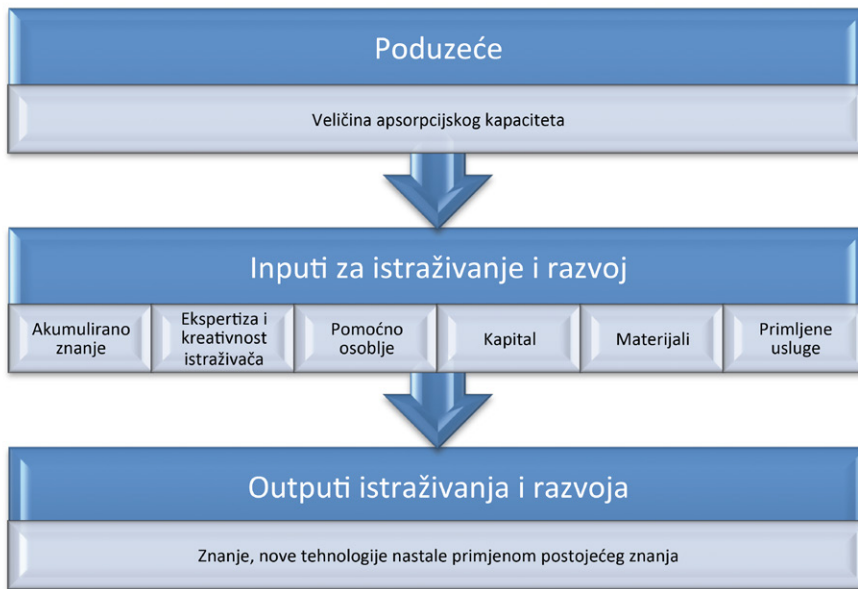 Poduzeće
Veličina apsorpcijskog kapaciteta
Inputi za istraživanje i razvoj
Akumulirano
znanje
Ekspertiza i
kreativnost
istraživača
Pomoćno
osoblje
Kapital
Materijali
Primljene
usluge
Outputi istraživanja i razvoja
Znanje, nove tehnologije nastale primjenom postojećeg znanja